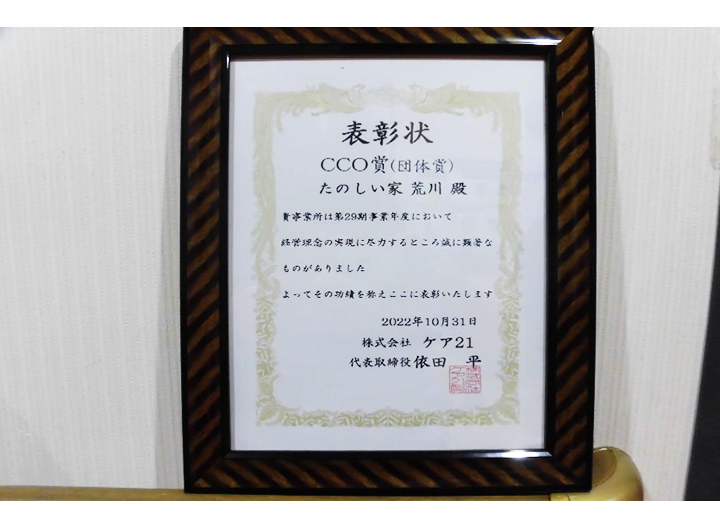 表彰状
CCO賞(団体賞)
たのしい家 荒川 殿
貴事業所は第29期事業年度において
経営理念の実現に尽力するところ誠に顕著な
ものがありました
よってその功績を称えここに表彰いたします
2022年10月31日
株式会社 ケア21
代表取締役 依田 平